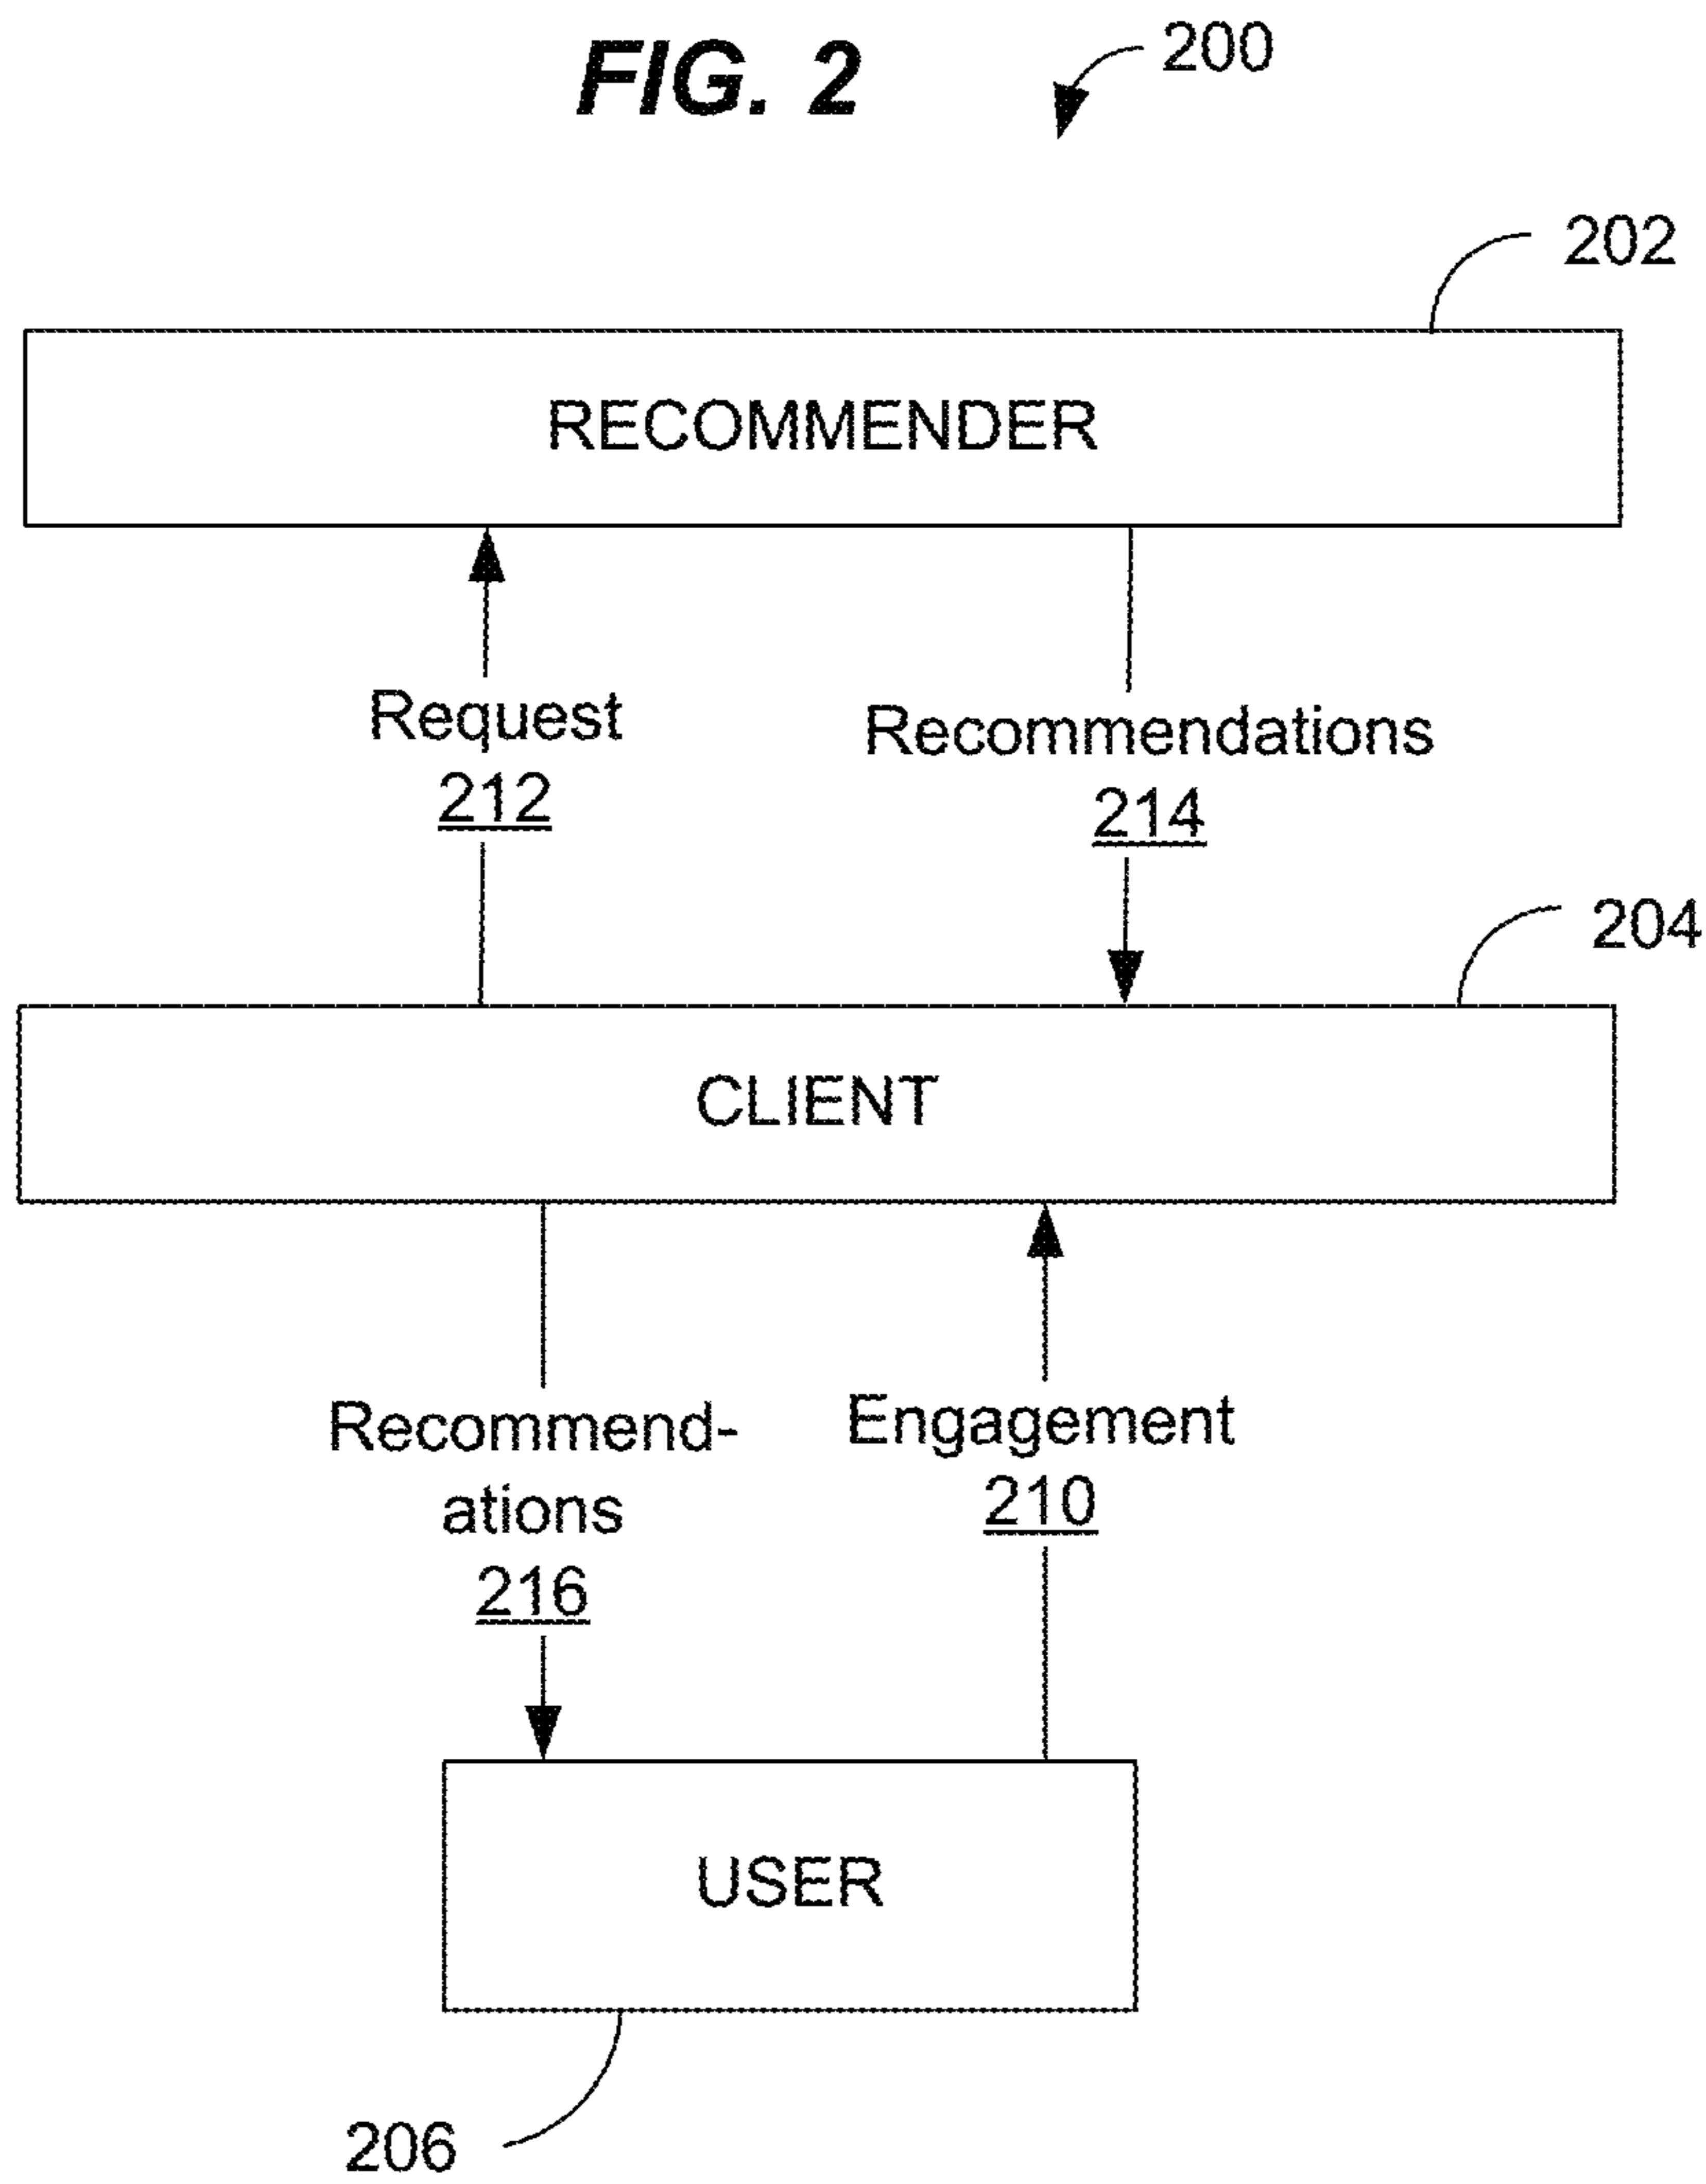 FIG. 2
200
202
RECOMMENDER
Request
212
Recommendations
214
204
CLIENT
Recommend-
ations
216
Engagement
210
USER
206